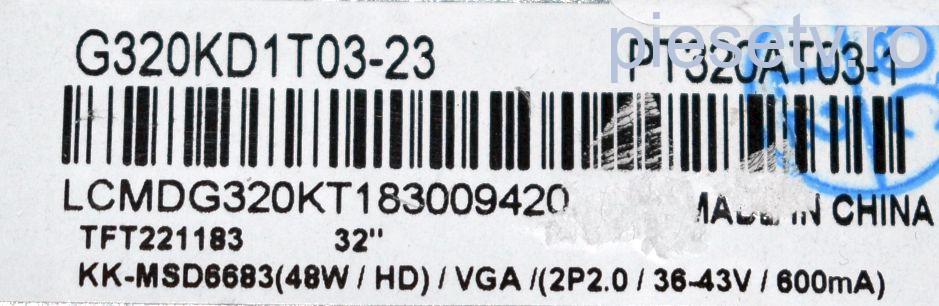 G320KD1T03-23 PT320AT03-1
piesetv.ro
LCMDG320KT183009420 MADE IN CHINA
TFT221183 32"
KK-MSD6683(48W / HD) / VGA /(2P2.0 / 36-43V / 600mA)